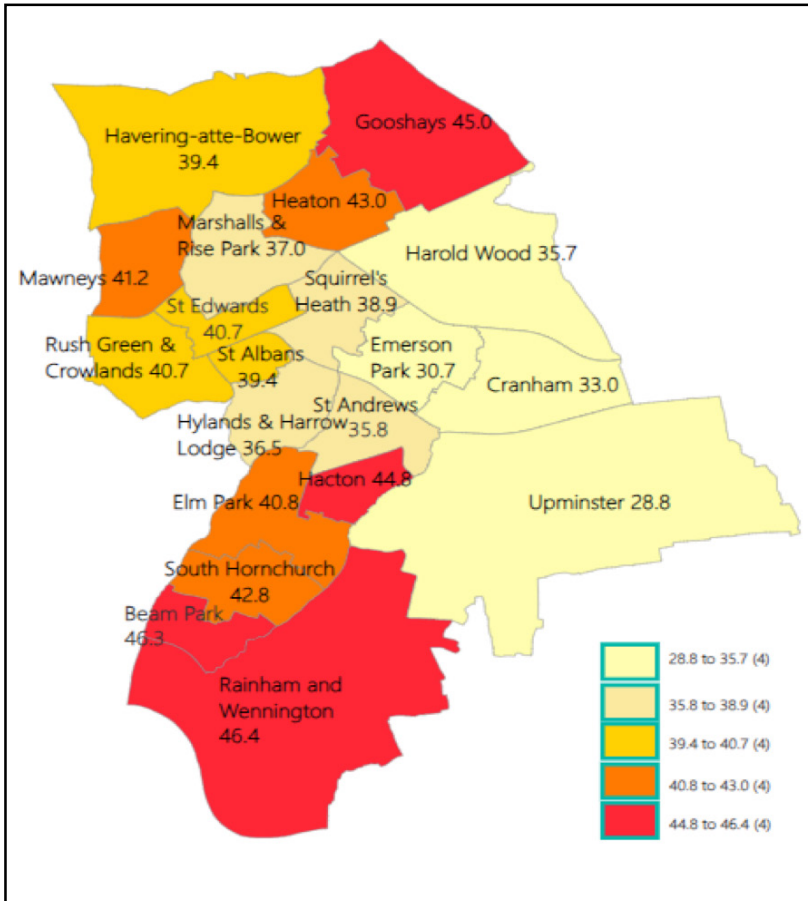 Gooshays 45.0
Havering-atte-Bower
39.4
Heaton 43.0
Marshalls &
Rise Park 37.0
Harold Wood 35.7
Mawneys 41.2
Squirrel's
Heath 38.9
St Edwards
40.7
Rush Green &
Crowlands 40.7
St Albans
39.4
Emerson
Park 30.7
Cranham 33.0
St Andrews
35.8
Hylands & Harrow
Lodge 36.5
Hacton 44.8
Elm Park 40.8
Upminster 28.8
South Hornchurch
42.8
Beam Park
46.3
Rainham and
Wennington
46.4
28.8 to 35.7 (4)
35.8 to 38.9 (4)
39.4 to 40.7 (4)
40.8 to 43.0 (4)
44.8 to 46.4 (4)